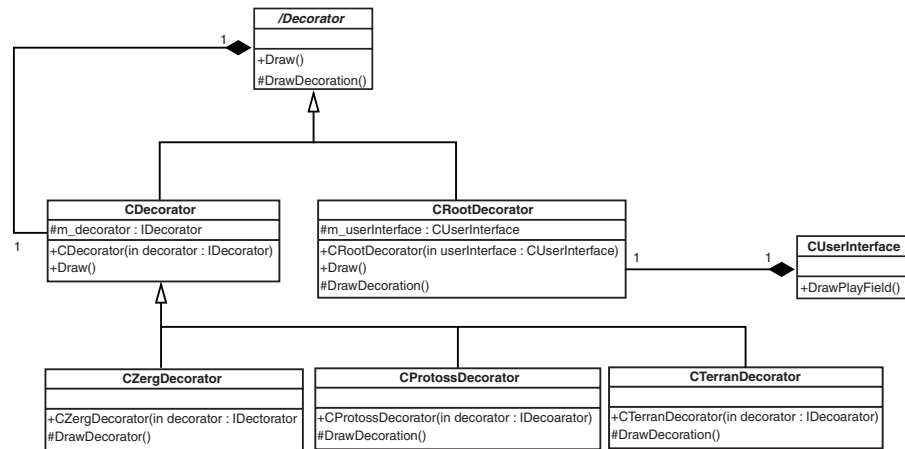 /Decorator
1
+Draw()
#DrawDecoration()
CDecorator
#m_decorator : IDecorator
+CDecorator(in decorator : IDecorator)
+Draw()
1
CRootDecorator
#m_userInterface : CUserInterface
+CRootDecorator(in userInterface : CUserInterface)
+Draw()
#DrawDecoration()
1
1
CUserInterface
+DrawPlayField()
CZergDecorator
+CZergDecorator(in decorator : IDectorator
#DrawDecorator()
CProtossDecorator
+CProtossDecorator(in decorator : IDecoarator)
#DrawDecoration()
CTerranDecorator
+CTerranDecorator(in decorator : IDecoarator)
#DrawDecoration()